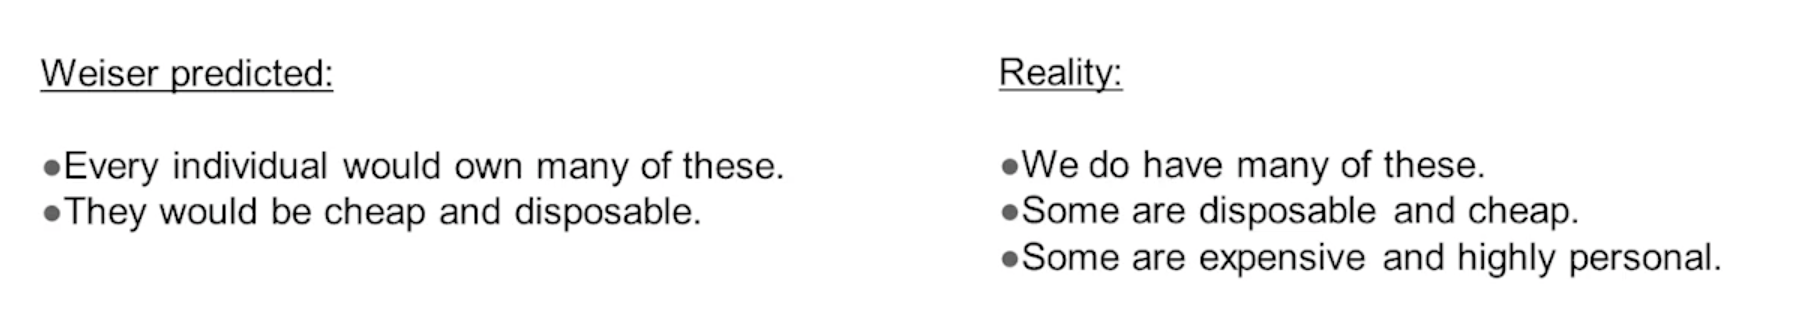 Weiser predicted:
●Every individual would own many of these.
●They would be cheap and disposable.
Reality:
●We do have many of these.
●Some are disposable and cheap.
●Some are expensive and highly personal.